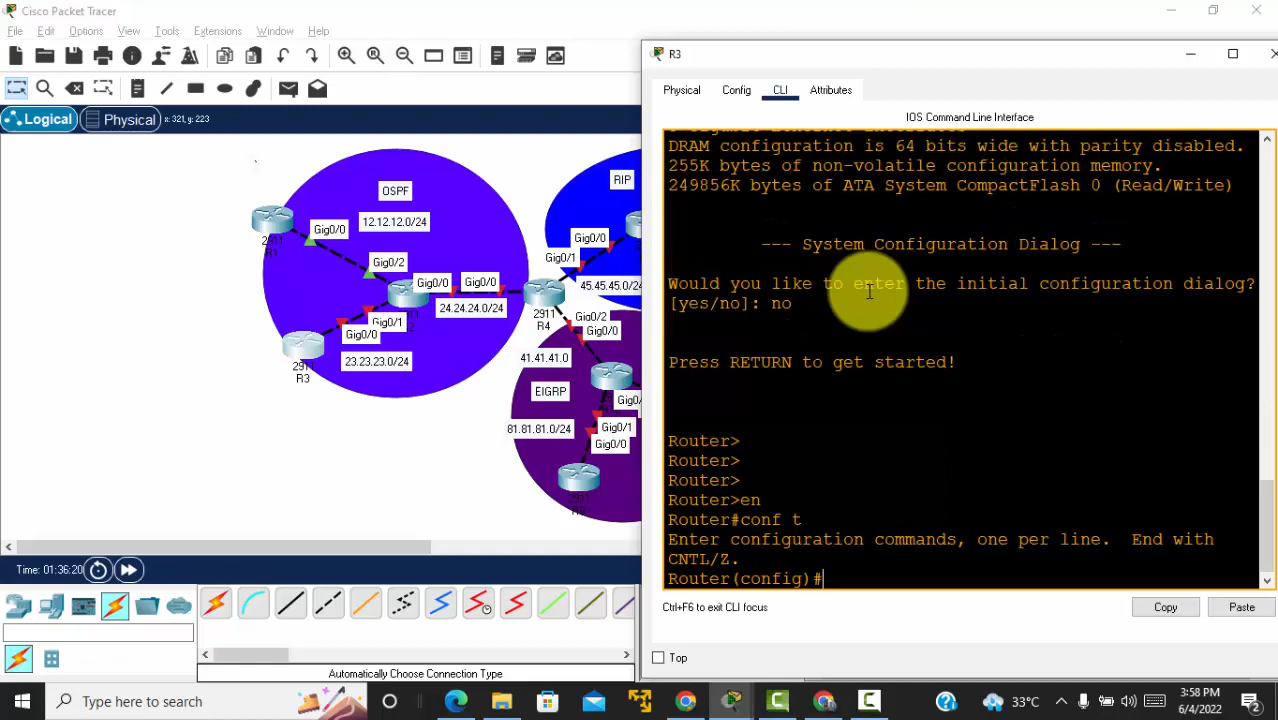 Cisco Packet Tracer
File Edit Options View Tools Extensions Window Help
Logical
Physical
x: 321, y: 223
OSPF
12.12.12.0/24
2911
R1
Gig0/0
Gig0/2
Gig0/0
Gig0/0
24.24.24.0/24
Gig0/1
Gig0/0
2911
R3
23.23.23.0/24
RIP
Gig0/0
Gig0/1
45.45.45.0/24
2911
R4
Gig0/2
Gig0/0
41.41.41.0
EIGRP
81.81.81.0/24
Gig0/1
Gig0/0
2911
Time: 01:36:20
Automatically Choose Connection Type
R3
Physical Config CLI Attributes
IOS Command Line Interface
DRAM configuration is 64 bits wide with parity disabled.
255K bytes of non-volatile configuration memory.
249856K bytes of ATA System CompactFlash 0 (Read/Write)
--- System Configuration Dialog ---
Would you like to enter the initial configuration dialog?
[yes/no]: no
Press RETURN to get started!
Router>
Router>
Router>
Router>en
Router#conf t
Enter configuration commands, one per line. End with
CNTL/Z.
Router(config)#
Ctrl+F6 to exit CLI focus
Copy
Paste
Top
Type here to search
33°C
3:58 PM
6/4/2022
2